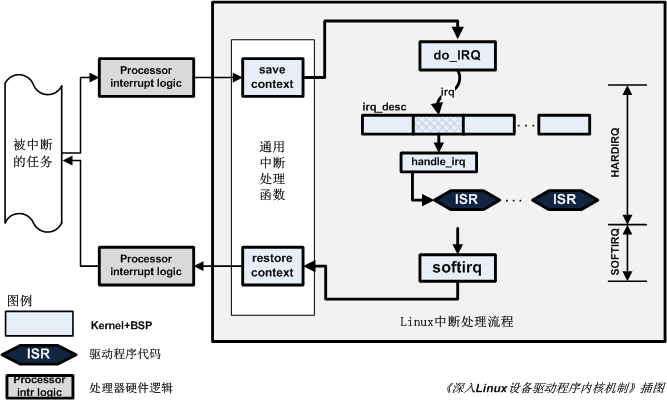 Processor
interrupt logic
save
context
do_IRQ
irq
irq_desc
handle_irq
ISR
ISR
HARDIRQ
被中断
的任务
通用
中断
处理
函数
Processor
interrupt logic
restore
context
softirq
SOFTIRQ
Linux中断处理流程
图例
Kernel+BSP
ISR
驱动程序代码
Processor
intr logic
处理器硬件逻辑
《深入Linux设备驱动程序内核机制》插图